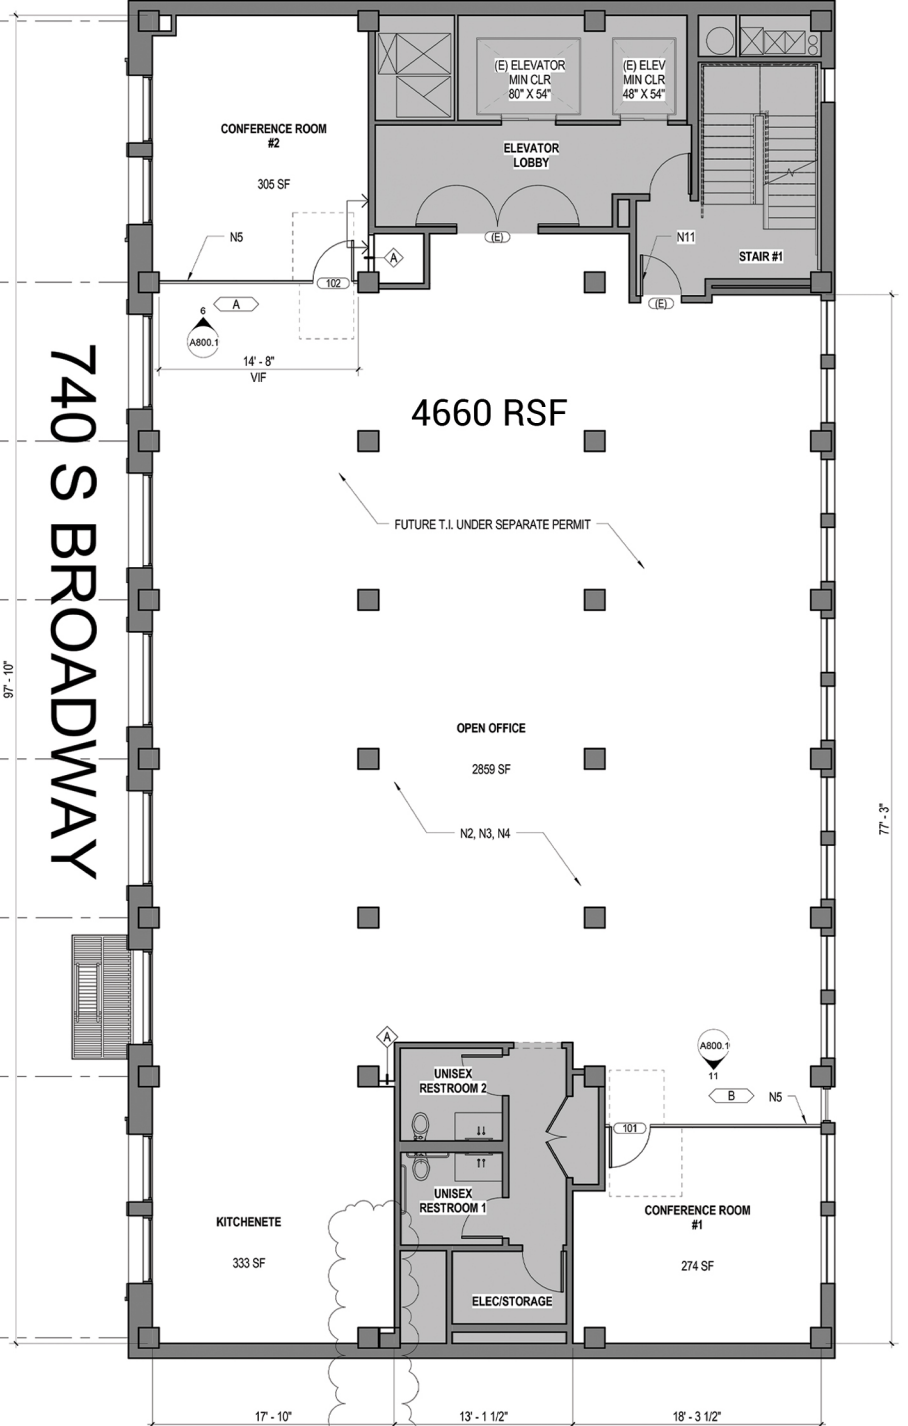 (E) ELEVATOR
MIN CLR
80" X 54"
(E) ELEV
MIN CLR
48" X 54"
CONFERENCE ROOM
#2
305 SF
ELEVATOR
LOBBY
N5
(E)
N11
STAIR #1
A
102
(E)
A
6
A800.1
14' - 8"
VIF
4660 RSF
740 S BROADWAY
FUTURE T.I. UNDER SEPARATE PERMIT
97' - 10"
OPEN OFFICE
2859 SF
77' - 3"
N2, N3, N4
A
A800.1
11
UNISEX
RESTROOM 2
B
N5
101
UNISEX
RESTROOM 1
CONFERENCE ROOM
#1
274 SF
KITCHENETE
333 SF
ELEC/STORAGE
17' - 10"
13' - 1 1/2"
18' - 3 1/2"